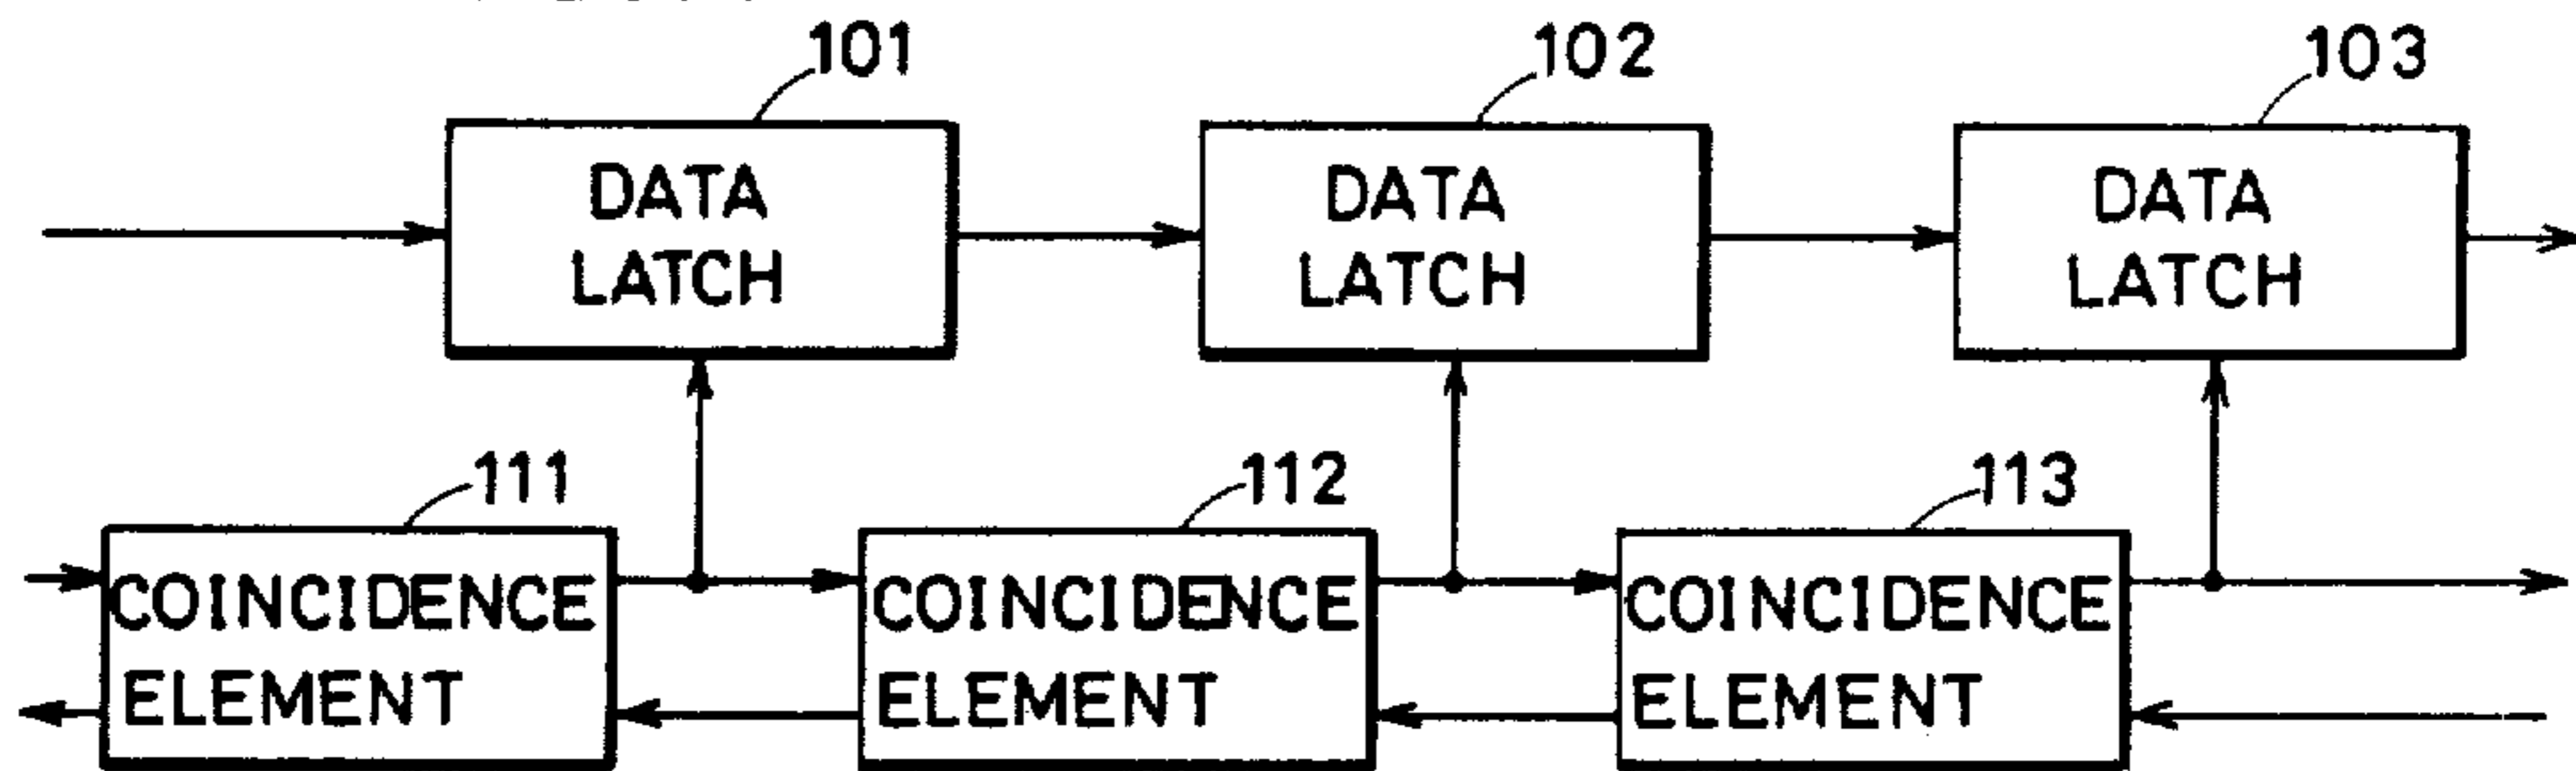 101
102
103
DATA
LATCH
DATA
LATCH
DATA
LATCH
111
112
113
COINCIDENCE
ELEMENT
COINCIDENCE
ELEMENT
COINCIDENCE
ELEMENT